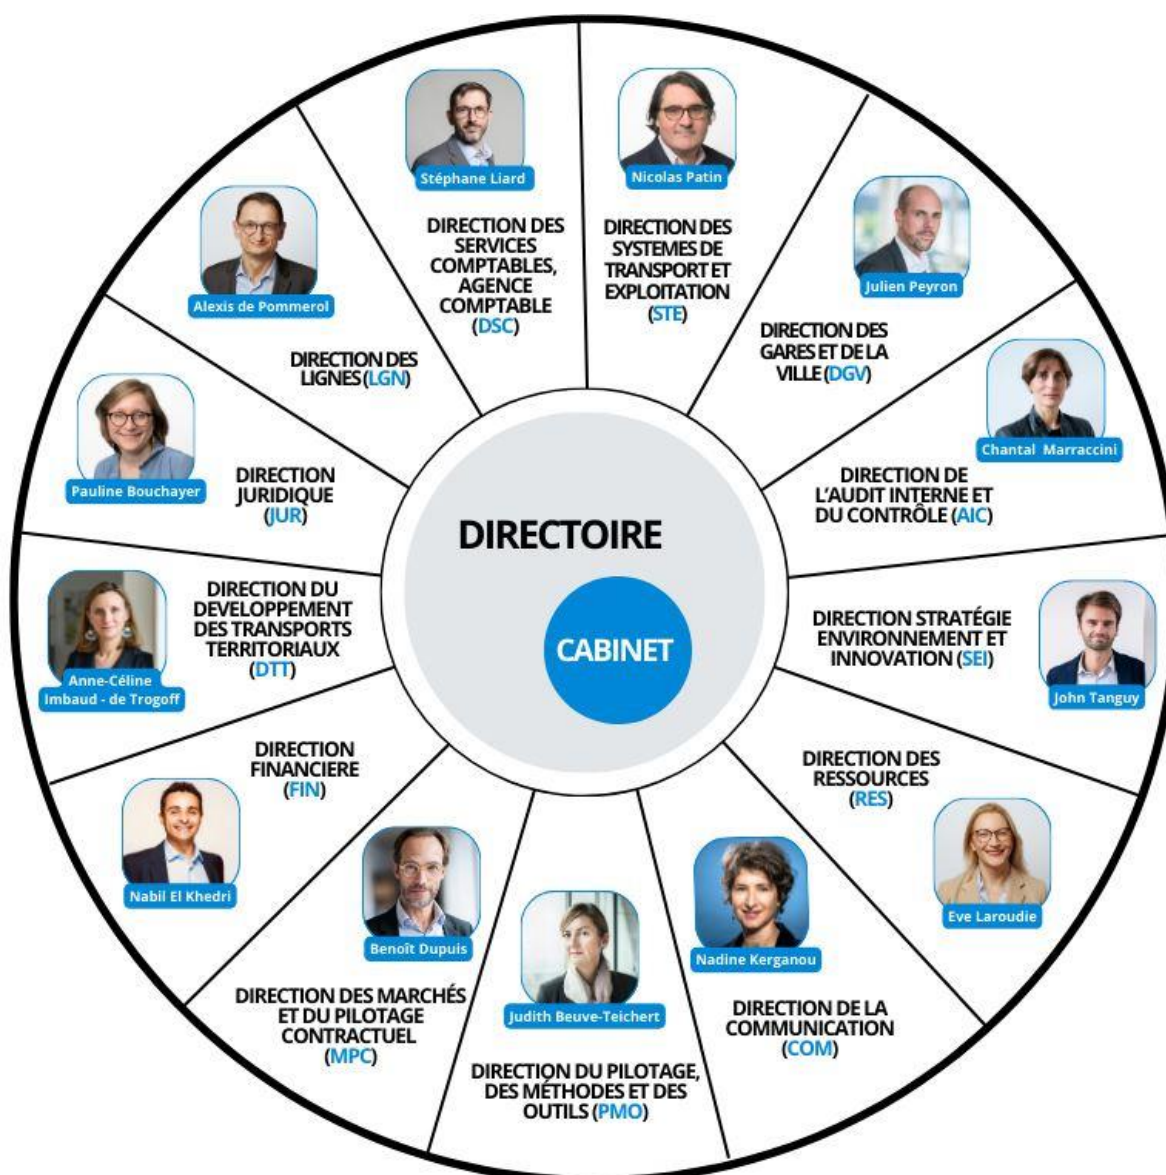 Stéphane Liard
DIRECTION DES
SERVICES
COMPTABLES,
AGENCE
COMPTABLE
(DSC)
Nicolas Patin
DIRECTION DES
SYSTEMES DE
TRANSPORT ET
EXPLOITATION
(STE)
Julien Peyron
DIRECTION DES
GARES ET DE LA
VILLE (DGV)
Chantal Marraccini
DIRECTION DE
L'AUDIT INTERNE ET
DU CONTRÔLE (AIC)
John Tanguy
DIRECTION STRATÉGIE
ENVIRONNEMENT ET
INNOVATION (SEI)
Eve Laroudie
DIRECTION DES
RESSOURCES
(RES)
Nadine Kerganou
DIRECTION DE LA
COMMUNICATION
(COM)
Judith Beuve-Teichert
DIRECTION DU PILOTAGE,
DES MÉTHODES ET DES
OUTILS (PMO)
Benoît Dupuis
DIRECTION DES MARCHÉS
ET DU PILOTAGE
CONTRACTUEL
(MPC)
Nabil El Khedri
DIRECTION
FINANCIERE
(FIN)
Anne-Céline
Imbaud - de Trogoff
DIRECTION DU
DEVELOPPEMENT
DES TRANSPORTS
TERRITORIAUX
(DTT)
Pauline Bouchayer
DIRECTION
JURIDIQUE
(JUR)
Alexis de Pommerol
DIRECTION DES
LIGNES (LGN)
DIRECTOIRE
CABINET